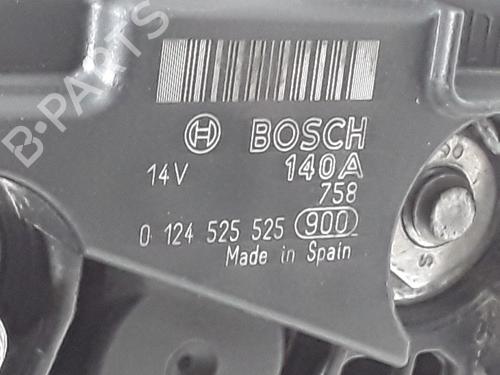 B-PARTS
BOSCH
14V 140A
758
0 124 525 525 900
Made in Spain